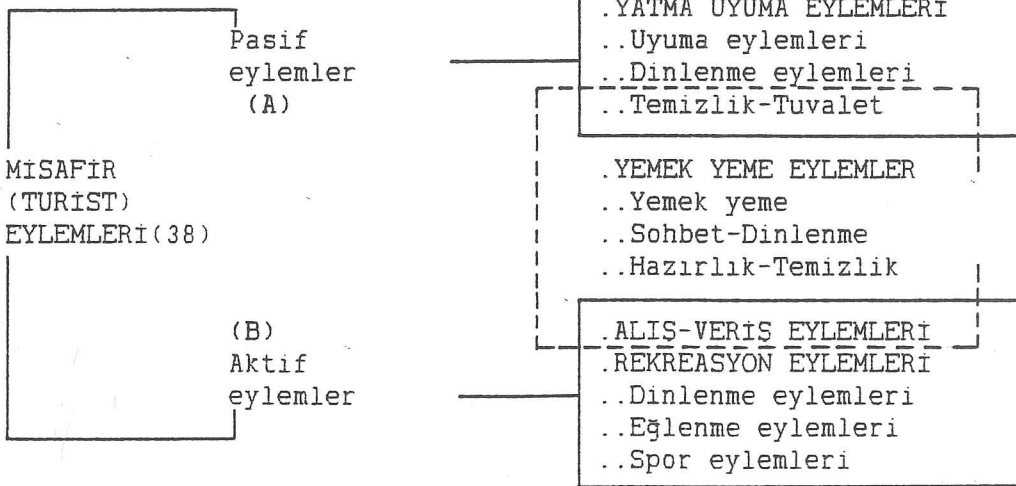 MİSAFİR
(TURİST)
EYLEMLERİ(38)
Pasif
eylemler
(A)
.YATMA UYUMA EYLEMLERİ
..Uyuma eylemleri
..Dinlenme eylemleri
..Temizlik-Tuvalet
.YEMEK YEME EYLEMLER
..Yemek yeme
..Sohbet-Dinlenme
..Hazırlık-Temizlik
(B)
Aktif
eylemler
.ALIŞ-VERİŞ EYLEMLERİ
.REKREASYON EYLEMLERİ
..Dinlenme eylemleri
..Eğlenme eylemleri
..Spor eylemleri